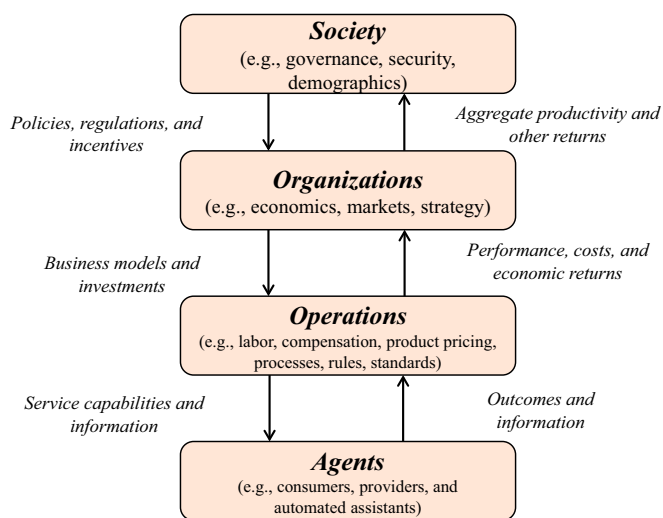 Society
(e.g., governance, security,
demographics)
Policies, regulations, and
incentives
Aggregate productivity and
other returns
Organizations
(e.g., economics, markets, strategy)
Business models and
investments
Performance, costs, and
economic returns
Operations
(e.g., labor, compensation, product pricing,
processes, rules, standards)
Service capabilities and
information
Outcomes and
information
Agents
(e.g., consumers, providers, and
automated assistants)